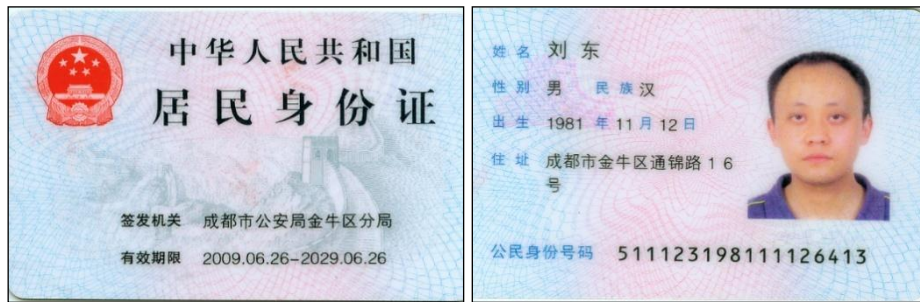 中华人民共和国
居民身份证
签发机关 成都市公安局金牛区分局
有效期限 2009.06.26-2029.06.26
姓名 刘东
性别 男 民族 汉
出生 1981 年 11 月 12 日
住址 成都市金牛区通锦路16
号
公民身份号码 511123198111126413